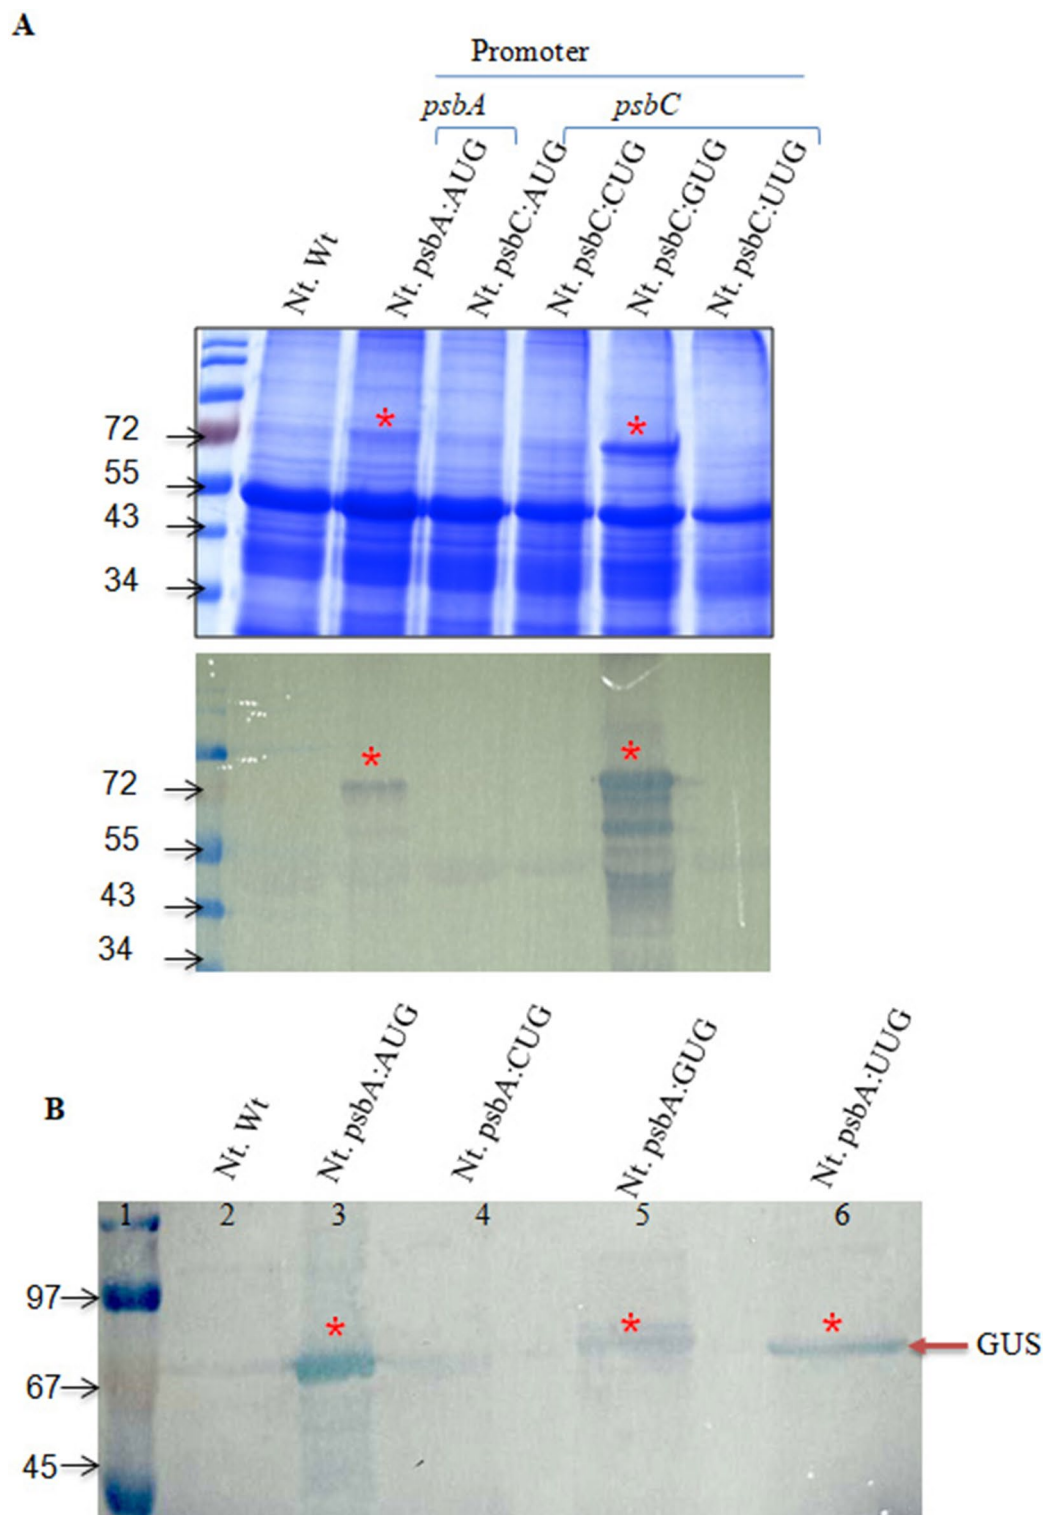 A
Promoter
psbA psbC
Nt. Wt Nt. psbA:AUG Nt. psbC:AUG Nt. psbC:CUG Nt. psbC:GUG Nt. psbC:UUG
* *
72
55
43
34
* *
72
55
43
34
B
Nt. Wt Nt. psbA:AUG Nt. psbA:CUG Nt. psbA:GUG Nt. psbA:UUG
1 2 3 4 5 6
97
* * *
GUS
67
45